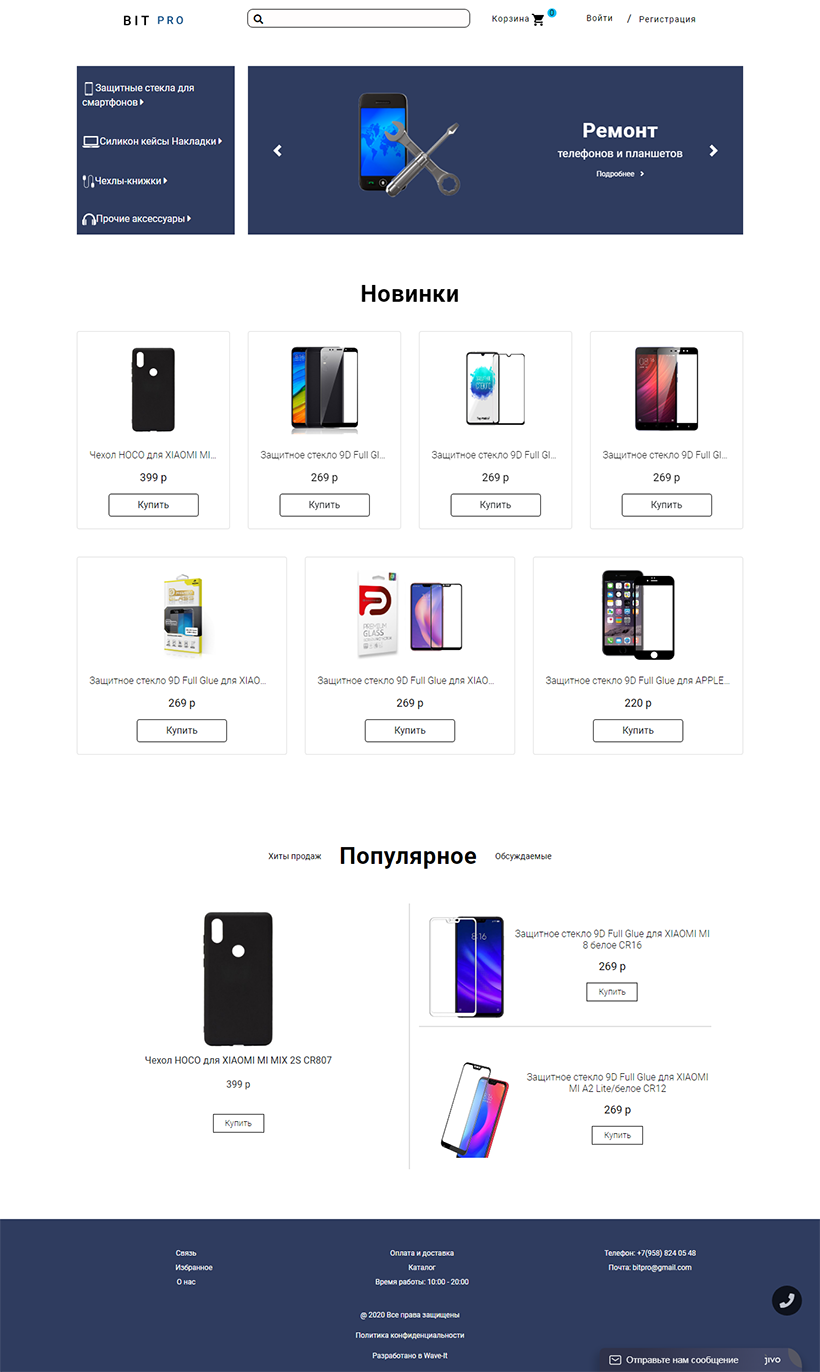 BIT PRO
Корзина 0 Войти / Регистрация
Защитные стекла для
смартфонов
Силикон кейсы Накладки
Чехлы-книжки
Прочие аксессуары
Ремонт
телефонов и планшетов
Подробнее
Новинки
Чехол HOCO для XIAOMI MI...
399 р
Купить
Защитное стекло 9D Full Gl...
269 р
Купить
Защитное стекло 9D Full Gl...
269 р
Купить
Защитное стекло 9D Full Gl...
269 р
Купить
Защитное стекло 9D Full Glue для XIAO...
269 р
Купить
PREMIUM
GLASS
Защитное стекло 9D Full Glue для XIAO...
269 р
Купить
Защитное стекло 9D Full Glue для APPLE...
220 р
Купить
Хиты продаж Популярное Обсуждаемые
Чехол HOCO для XIAOMI MI MIX 2S CR807
399 р
Купить
8:16
Защитное стекло 9D Full Glue для XIAOMI MI
8 белое CR16
269 р
Купить
Защитное стекло 9D Full Glue для XIAOMI
MI A2 Lite/белое CR12
269 р
Купить
Связь
Избранное
О нас
Оплата и доставка
Каталог
Время работы: 10:00 - 20:00
Телефон: +7(958) 824 05 48
Почта: bitpro@gmail.com
@ 2020 Все права защищены
Политика конфиденциальности
Разработано в Wave-It
Отправьте нам сообщение jivo